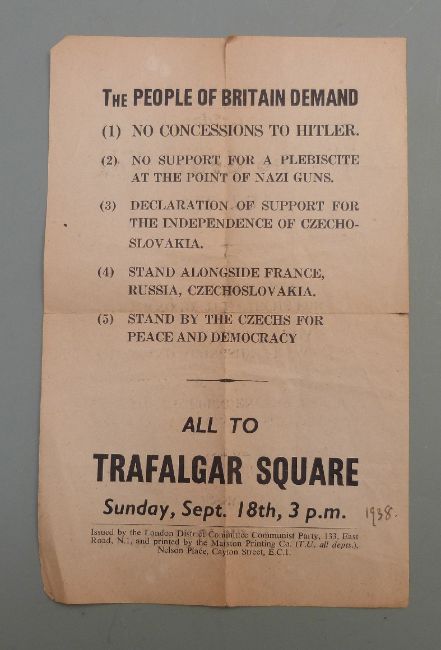 THE PEOPLE OF BRITAIN DEMAND
(1) NO CONCESSIONS TO HITLER.
(2) NO SUPPORT FOR A PLEBISCITE
AT THE POINT OF NAZI GUNS.
(3) DECLARATION OF SUPPORT FOR
THE INDEPENDENCE OF CZECHO-
SLOVAKIA.
(4) STAND ALONGSIDE FRANCE,
RUSSIA, CZECHOSLOVAKIA.
(5) STAND BY THE CZECHS FOR
PEACE AND DEMOCRACY
ALL TO
TRAFALGAR SQUARE
Sunday, Sept. 18th, 3 p.m. 1938.
Issued by the London District Committee Communist Party, 133, East
Road, N.1, and printed by the Marston Printing Co. (T.U. all depts.),
Nelson Place, Cayton Street, E.C.1.